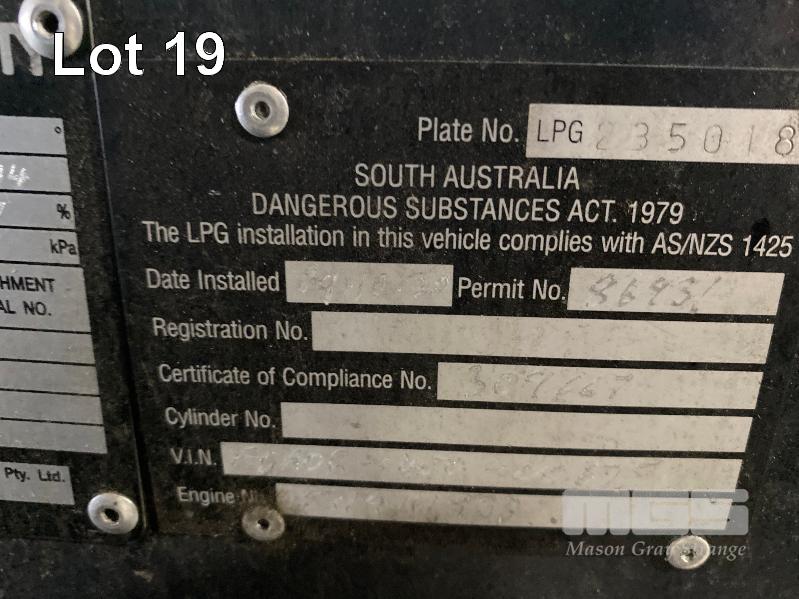 Lot 19
TY
°
%
kPa
HMENT
AL NO.
Pty. Ltd.
Plate No. LPG 235018
SOUTH AUSTRALIA
DANGEROUS SUBSTANCES ACT. 1979
The LPG installation in this vehicle complies with AS/NZS 1425
Date Installed
Permit No.
Registration No.
Certificate of Compliance No.
Cylinder No.
V.I.N.
Engine
MGS
Mason Gray Strange